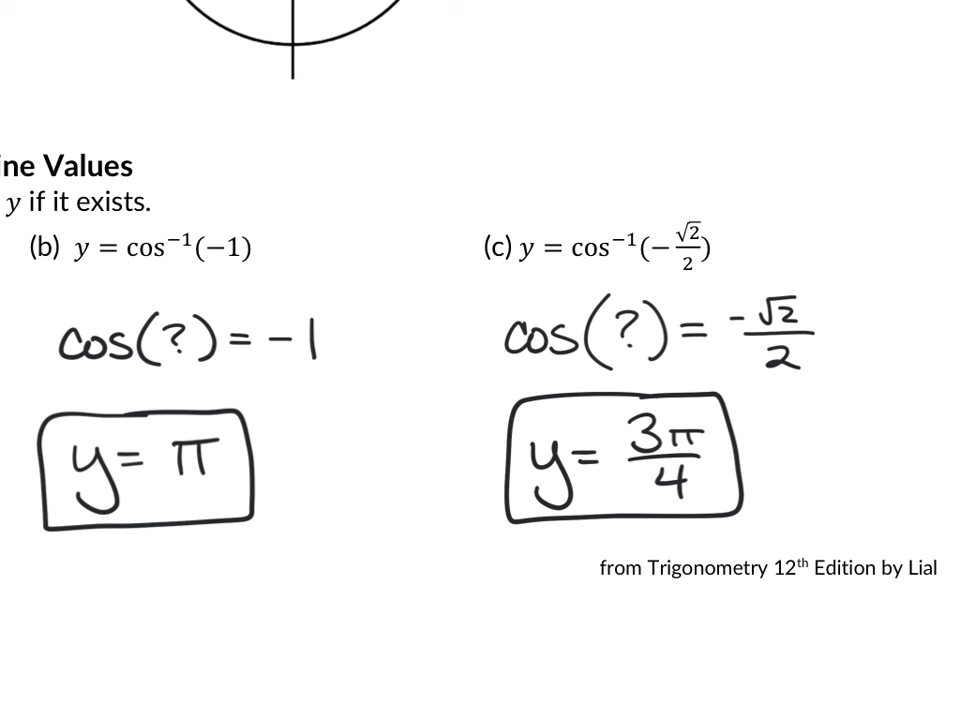 ine Values
y if it exists.
(b) y = cos⁻¹(−1)
(c) y = cos⁻¹(−√2/2)
cos(?) = −1
cos(?) = −√2/2
y = π
y = 3π/4
from Trigonometry 12th Edition by Lial